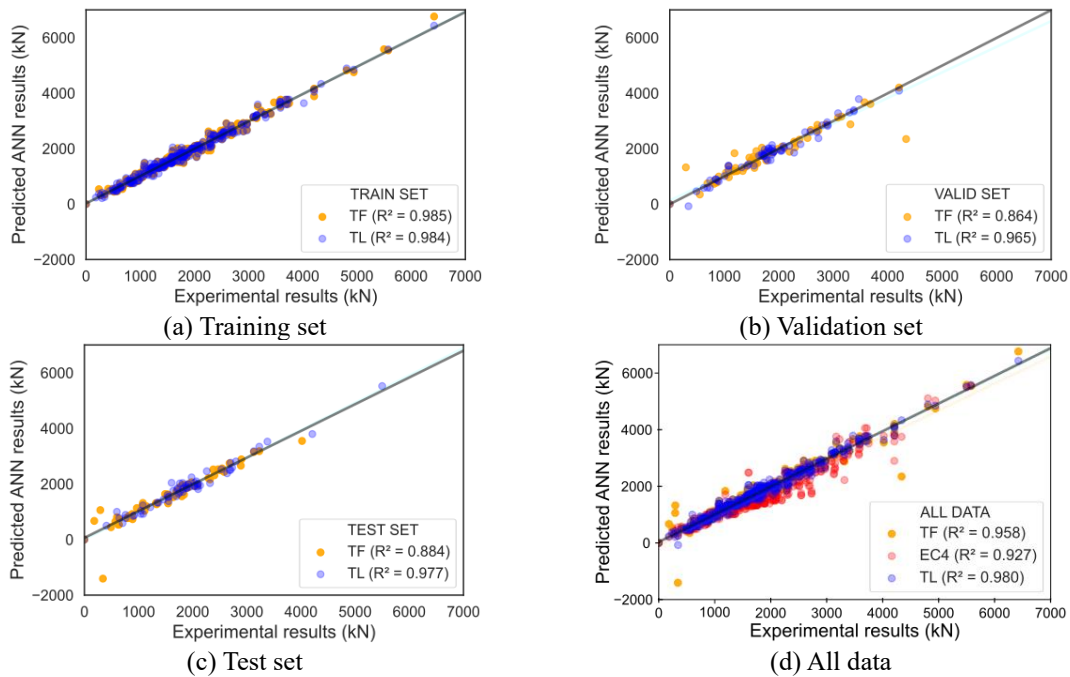 Predicted ANN results (kN)
6000
4000
2000
0
−2000
TRAIN SET
TF (R² = 0.985)
TL (R² = 0.984)
0 1000 2000 3000 4000 5000 6000 7000
Experimental results (kN)
(a) Training set
Predicted ANN results (kN)
6000
4000
2000
0
−2000
VALID SET
TF (R² = 0.864)
TL (R² = 0.965)
0 1000 2000 3000 4000 5000 6000 7000
Experimental results (kN)
(b) Validation set
Predicted ANN results (kN)
6000
4000
2000
0
−2000
TEST SET
TF (R² = 0.884)
TL (R² = 0.977)
0 1000 2000 3000 4000 5000 6000 7000
Experimental results (kN)
(c) Test set
Predicted ANN results (kN)
6000
4000
2000
0
−2000
ALL DATA
TF (R² = 0.958)
EC4 (R² = 0.927)
TL (R² = 0.980)
0 1000 2000 3000 4000 5000 6000 7000
Experimental results (kN)
(d) All data